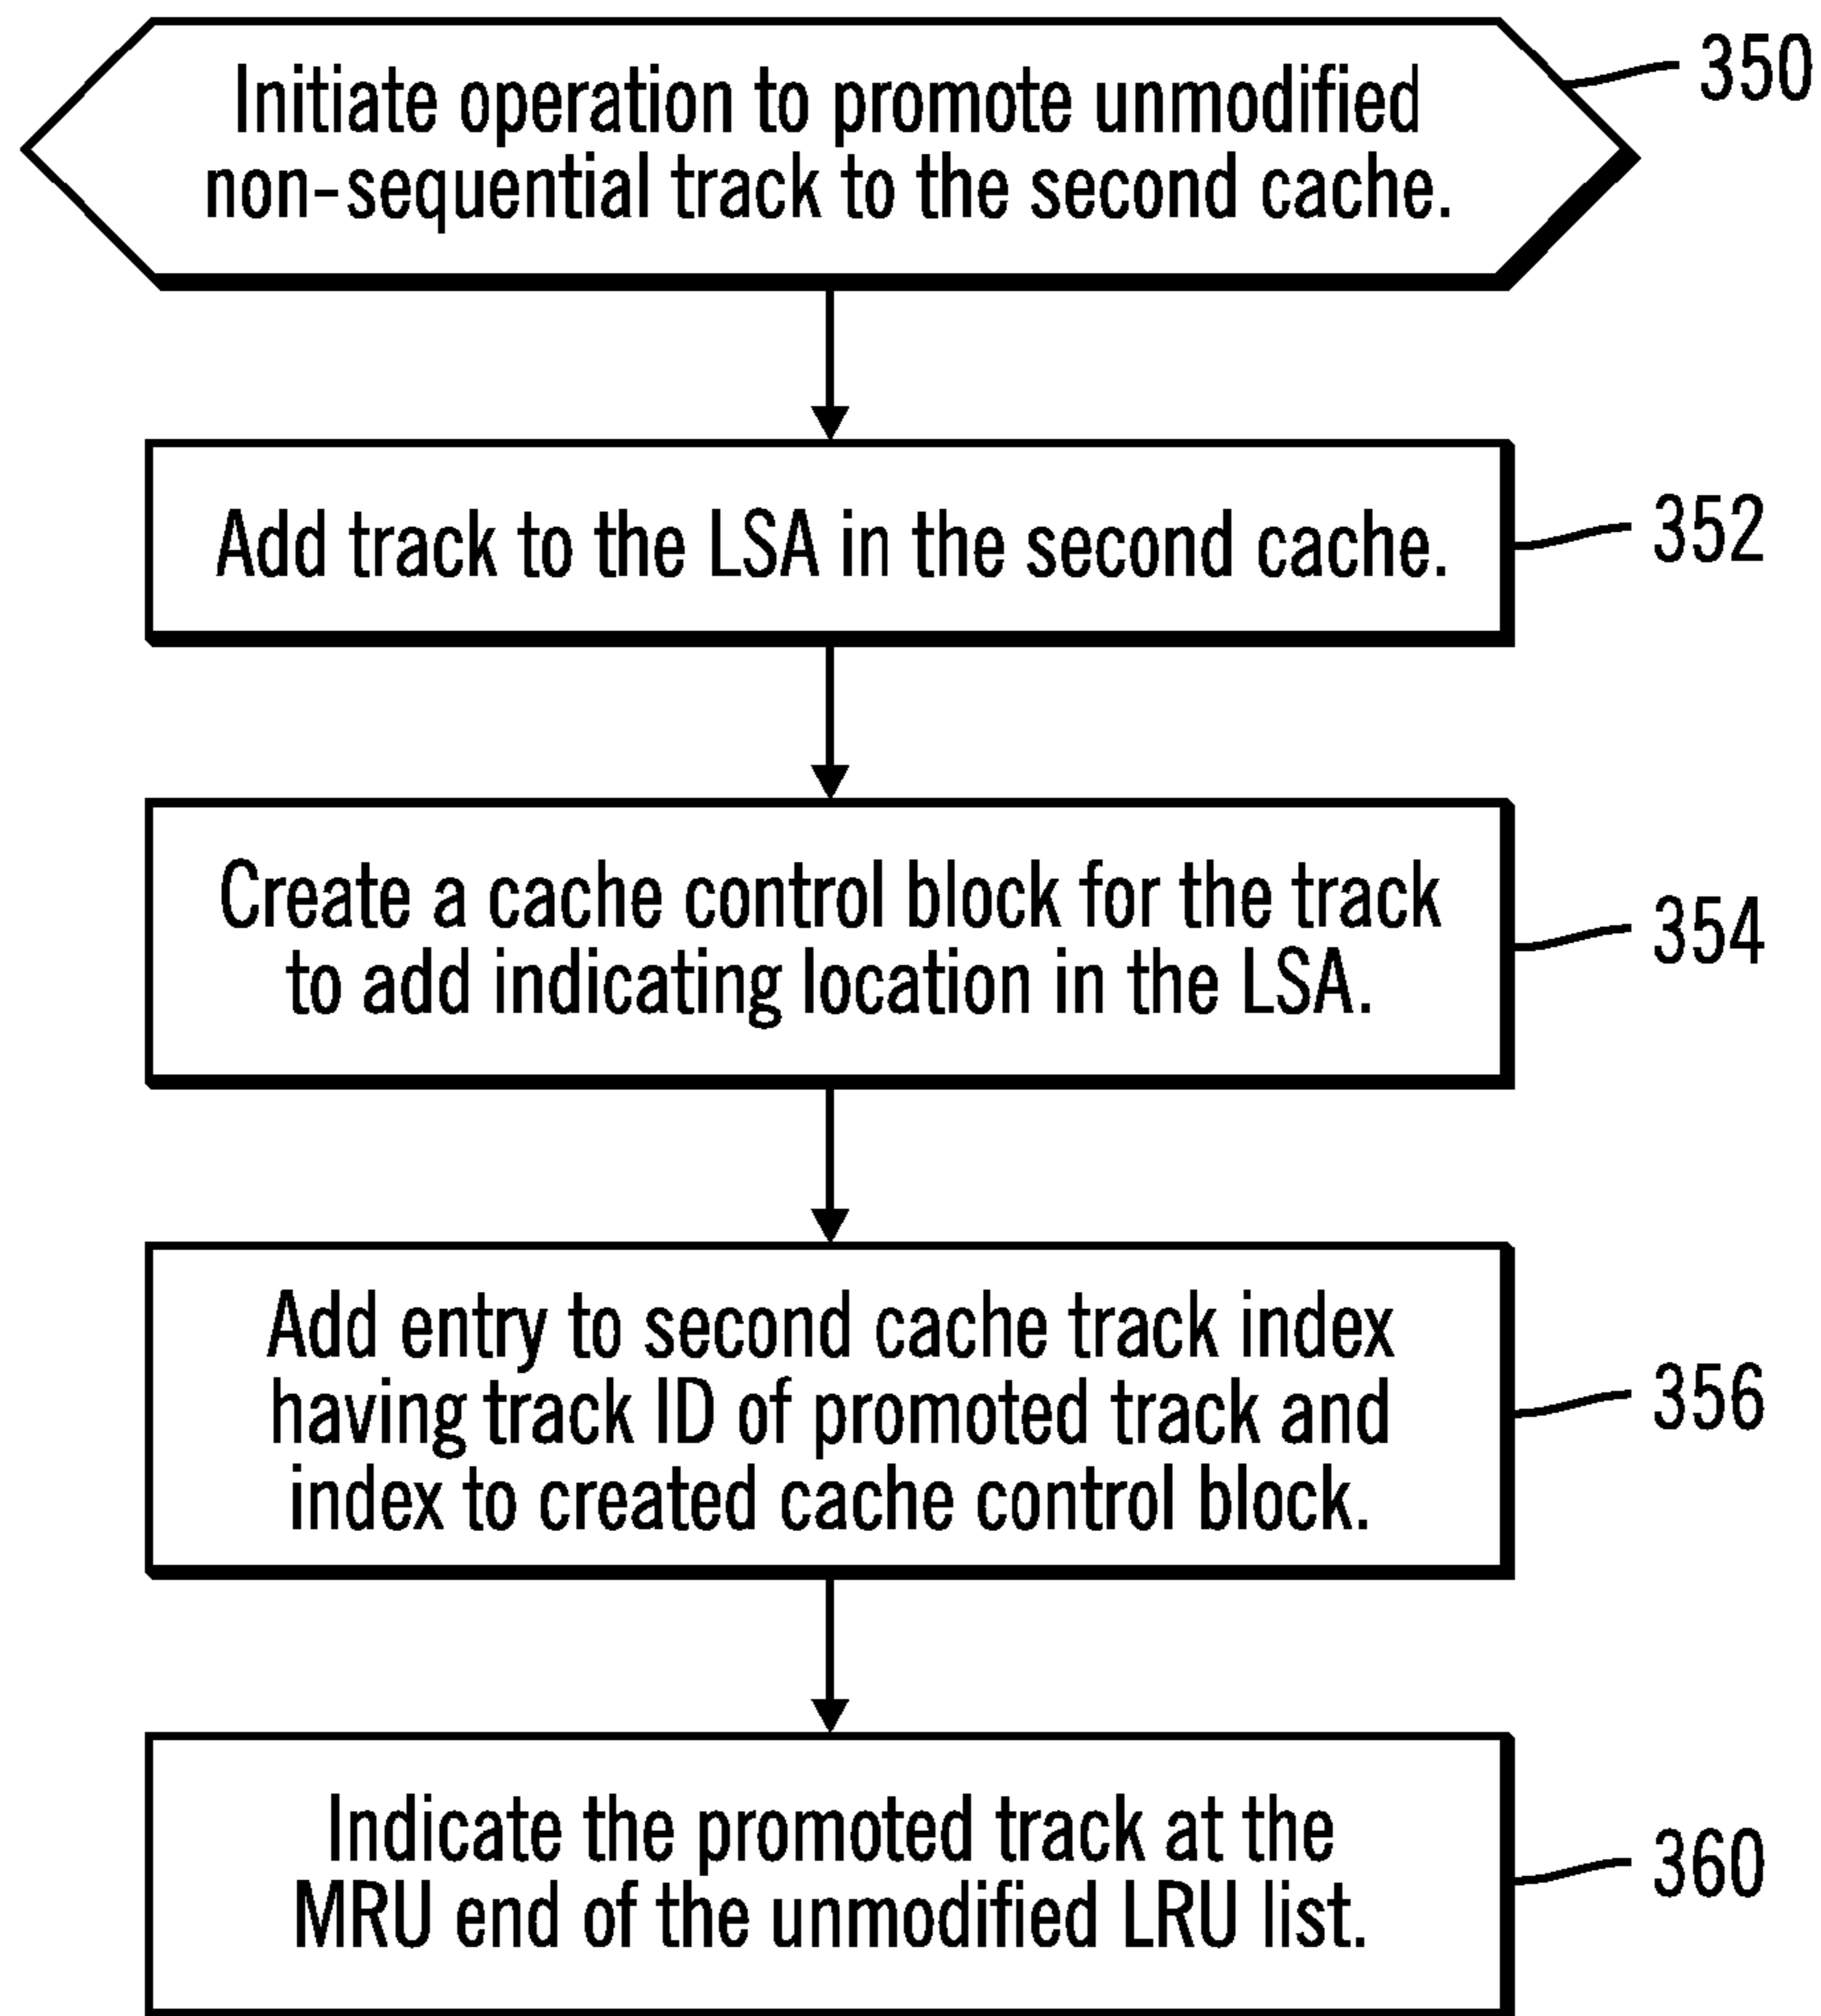 Initiate operation to promote unmodified
non-sequential track to the second cache.
350
Add track to the LSA in the second cache.
352
Create a cache control block for the track
to add indicating location in the LSA.
354
Add entry to second cache track index
having track ID of promoted track and
index to created cache control block.
356
Indicate the promoted track at the
MRU end of the unmodified LRU list.
360